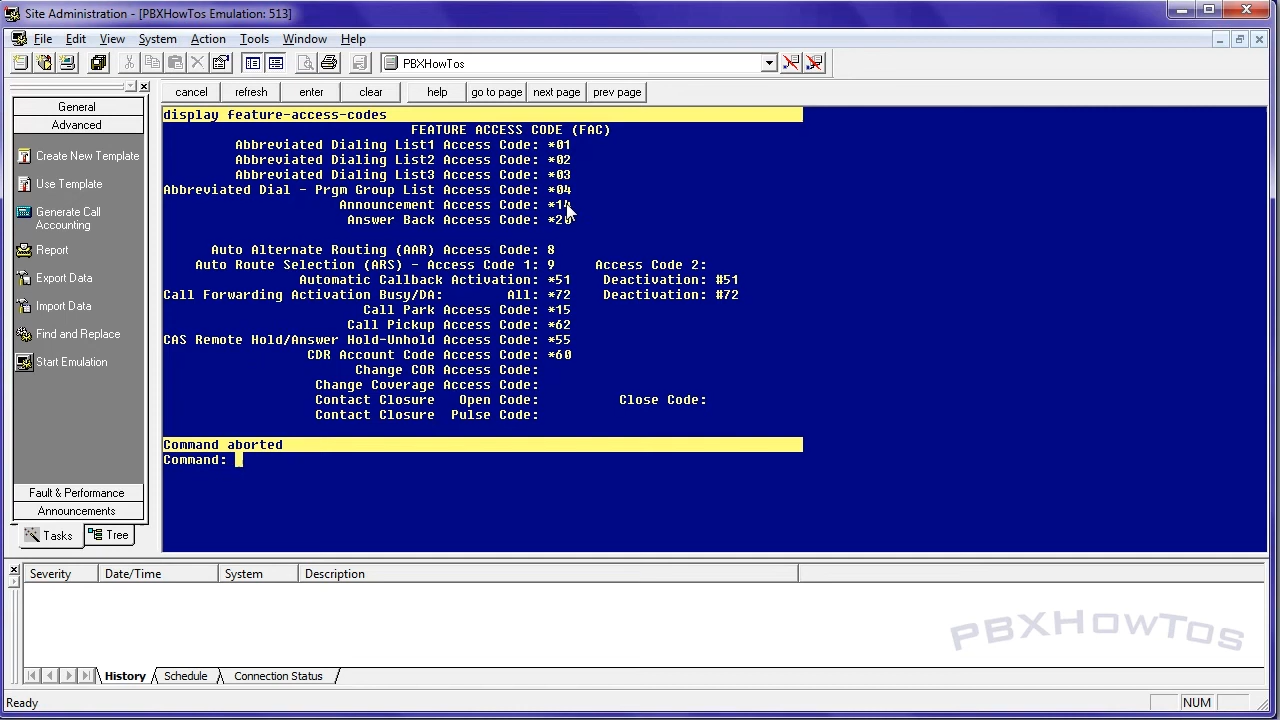 Site Administration - [PBXHowTos Emulation: 513]
File Edit View System Action Tools Window Help
PBXHowTos
cancel refresh enter clear help go to page next page prev page
General
Advanced
Create New Template
Use Template
Generate Call
Accounting
Report
Export Data
Import Data
Find and Replace
Start Emulation
Fault & Performance
Announcements
Tasks Tree
display feature-access-codes
FEATURE ACCESS CODE (FAC)
Abbreviated Dialing List1 Access Code: *01
Abbreviated Dialing List2 Access Code: *02
Abbreviated Dialing List3 Access Code: *03
Abbreviated Dial - Prgm Group List Access Code: *04
Announcement Access Code:
Answer Back Access Code:
Auto Alternate Routing (AAR) Access Code: 8
Auto Route Selection (ARS) - Access Code 1: 9 Access Code 2:
Automatic Callback Activation: *51 Deactivation: #51
Call Forwarding Activation Busy/DA: All: *72 Deactivation: #72
Call Park Access Code: *15
Call Pickup Access Code: *62
CAS Remote Hold/Answer Hold-Unhold Access Code: *55
CDR Account Code Access Code: *60
Change COR Access Code:
Change Coverage Access Code:
Contact Closure Open Code: Close Code:
Contact Closure Pulse Code:
Command aborted
Command:
Severity Date/Time System Description
PBXHowTos
History Schedule Connection Status
Ready NUM